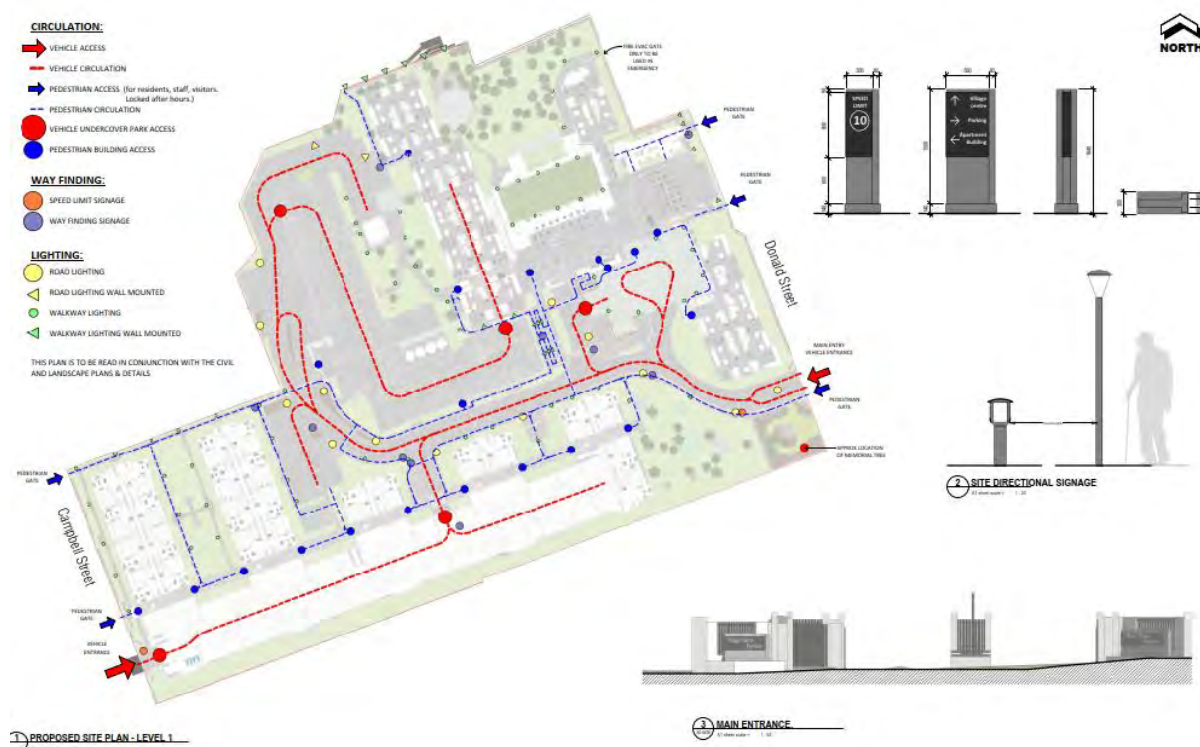 CIRCULATION:
VEHICLE ACCESS
VEHICLE CIRCULATION
PEDESTRIAN ACCESS (for residents, staff, visitors.
Locked after hours.)
PEDESTRIAN CIRCULATION
VEHICLE UNDERCOVER PARK ACCESS
PEDESTRIAN BUILDING ACCESS
WAY FINDING:
SPEED LIMIT SIGNAGE
WAY FINDING SIGNAGE
LIGHTING:
ROAD LIGHTING
ROAD LIGHTING WALL MOUNTED
WALKWAY LIGHTING
WALKWAY LIGHTING WALL MOUNTED
THIS PLAN IS TO BE READ IN CONJUNCTION WITH THE CIVIL
AND LANDSCAPE PLANS & DETAILS
FIRE EVAC GATE
ONLY TO BE
USED IN
EMERGENCY
PEDESTRIAN
GATE
PEDESTRIAN
GATE
Donald Street
MAIN ENTRY
VEHICLE ENTRANCE
PEDESTRIAN
GATE
APPROX LOCATION
OF MEMORIAL TREE
PEDESTRIAN
GATE
Campbell Street
PEDESTRIAN
GATE
VEHICLE
ENTRANCE
1 PROPOSED SITE PLAN - LEVEL 1
NORTH
SPEED
LIMIT
10
Village
centre
Parking
Apartment
Building
2 SITE DIRECTIONAL SIGNAGE
3 MAIN ENTRANCE